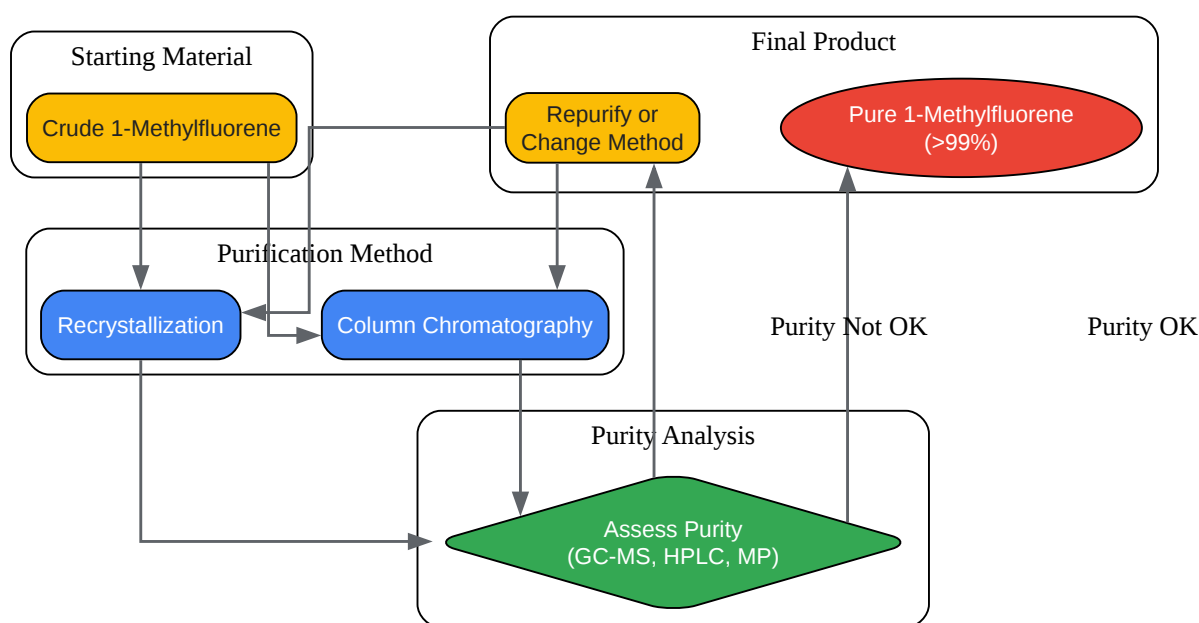 Starting Material
Crude 1-Methylfluorene
Final Product
Repurify or
Change Method
Pure 1-Methylfluorene
(>99%)
Purification Method
Recrystallization
Column Chromatography
Purity Not OK
Purity OK
Purity Analysis
Assess Purity
(GC-MS, HPLC, MP)